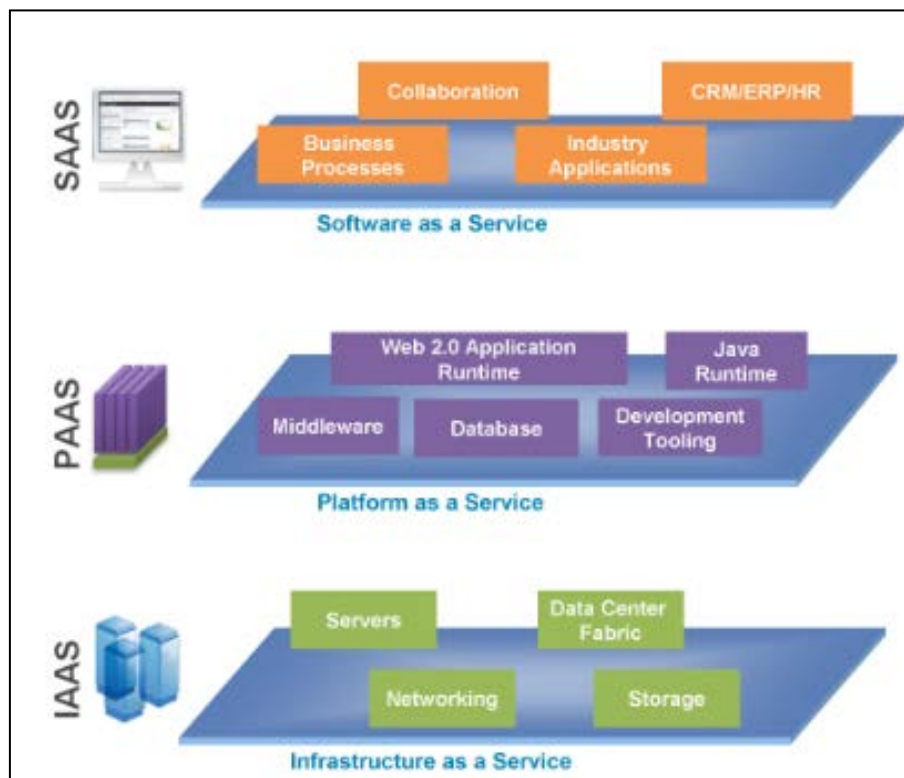 SAAS
Collaboration
CRM/ERP/HR
Business
Processes
Industry
Applications
Software as a Service
PAAS
Web 2.0 Application
Runtime
Java
Runtime
Middleware
Database
Development
Tooling
Platform as a Service
IAAS
Servers
Data Center
Fabric
Networking
Storage
Infrastructure as a Service